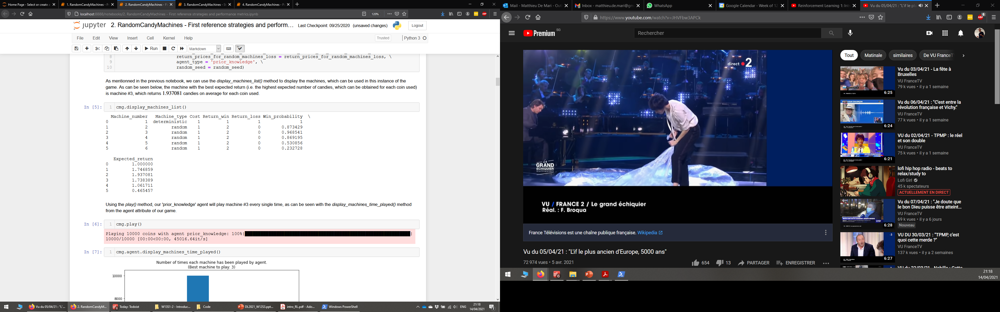 Home Page - Select or create a
1. RandomCandyMachines - P
2. RandomCandyMachines - Fi
3. RandomCandyMachines - St
4. RandomCandyMachines - Pa
localhost:8888/notebooks/2. RandomCandyMachines - First reference strategies and performance metrics.ipynb
120%
ABP
jupyter 2. RandomCandyMachines - First reference strategies and perform... Last Checkpoint: 09/25/2020 (unsaved changes)
Logout
File Edit View Insert Cell Kernel Help
Trusted
Python 3
Run
Markdown
8 return_prices_for_random_machines_loss = return_prices_for_random_machines_loss, \
9 agent_type = 'prior_knowledge', \
10 random_seed = random_seed)
As mentionned in the previous notebook, we can use the display_machines_list() method to display the machines, which can be used in this instance of the
game. As can be seen below, the machine with the best expected return (i.e. the highest expected number of candies, which can be obtained for each coin used)
is machine #3, which returns 1.937081 candies on average for each coin used.
In [5]: 1 cmg.display_machines_list()
Machine_number Machine_type Cost Return_win Return_loss Win_probability \
0 1 deterministic 1 1 1 1
1 2 random 1 2 0 0.873429
2 3 random 1 2 0 0.968541
3 4 random 1 2 0 0.869195
4 5 random 1 2 0 0.530856
5 6 random 1 2 0 0.232728
Expected_return
0 1.000000
1 1.746859
2 1.937081
3 1.738389
4 1.061711
5 0.465457
Using the play() method, our 'prior_knowledge' agent will play machine #3 every single time, as can be seen with the display_machines_time_played() method
from the agent attribute of our game.
In [6]: 1 cmg.play()
Playing 10000 coins with agent prior_knowledge: 100%|
10000/10000 [00:00<00:00, 45016.64it/s]
In [7]: 1 cmg.agent.display_machines_time_played()
Number of times each machine has been played by agent.
(Best machine to play: 3)
10000
8000
Vu du 05/04/21 : "L'...
2. RandomCandyM...
Today: Todoist
W13S1-2 - Introduc...
Code
DL2021_W12S3.ppt...
intro_RL.pdf - Ado...
Windows PowerShell
ENG
21:18
14/04/2021
Mail - Matthieu De Mari - Out
Inbox - matthieu.de.mari@gm
WhatsApp
Google Calendar - Week of 12
Reinforcement Learning 1: Int
Vu du 05/04/21 : "L'if le plu
https://www.youtube.com/watch?v=JHVFbw3APCk
ABP
6
Premium SG
Rechercher
direct 2
Le
GRAND
ECHIQUIER
VU / FRANCE 2 / Le grand échiquier
Réal. : F. Broqua
France Télévisions est une chaîne publique française. Wikipedia
Vu du 05/04/21 : "L'if le plus ancien d'Europe, 5000 ans"
72 974 vues • 5 avr. 2021
654
13
PARTAGER
ENREGISTRER
Tout
Matinale
similaires
De VU FranceT
Vu du 03/04/21 - La fête à
Bruxelles
VU FranceTV
79 k vues • il y a 1 semaine
6:25
Vu du 06/04/21 : "C'est entre la
révolution française et Vichy."
VU FranceTV
77 k vues • il y a 1 semaine
6:24
VU du 02/04/21 - TPMP : le réel
et son double
VU FranceTV
75 k vues • il y a 1 semaine
6:21
lofi hip hop radio - beats to
relax/study to
Lofi Girl
45 k spectateurs
ACTUELLEMENT EN DIRECT
Vu du 07/04/21 : "Je doute que
le bon Dieu puisse être atteint...
VU FranceTV
69 k vues • il y a 6 jours
Nouveau
6:28
VU DU 30/03/21 : "TPMP, c'est
quoi cette merde ?"
VU FranceTV
137 k vues • il y a 2 semaines
6:27
21:18
14/04/2021